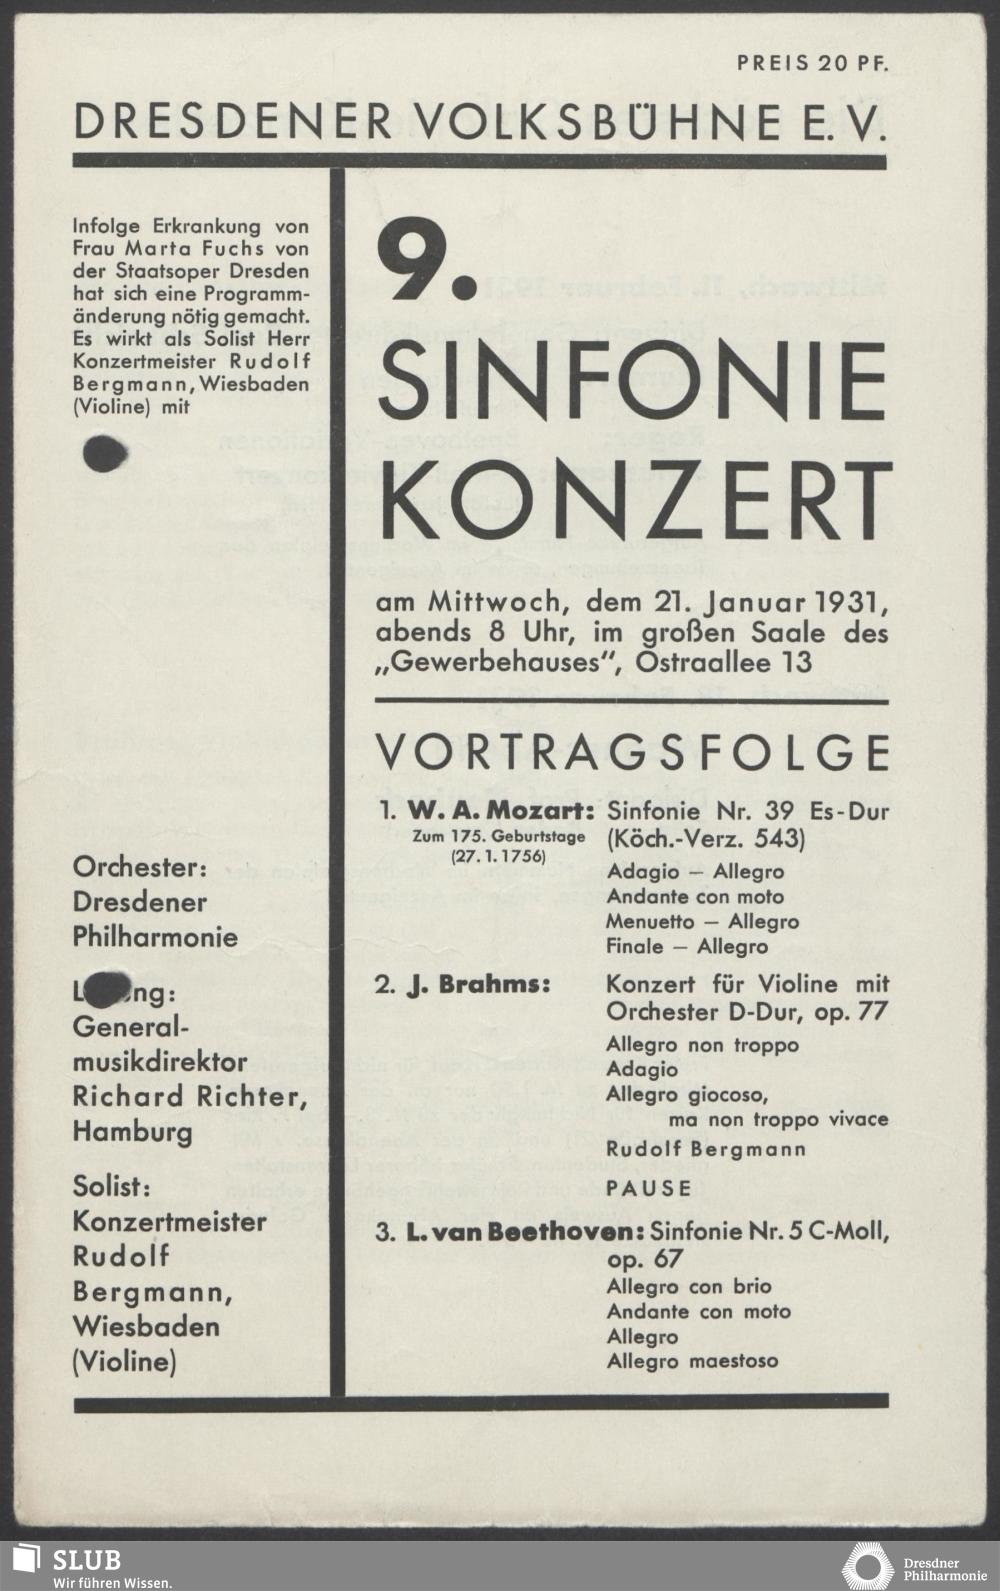 PREIS 20 PF.
DRESDENER VOLKSBÜHNE E. V.
Infolge Erkrankung von
Frau Marta Fuchs von
der Staatsoper Dresden
hat sich eine Programm-
änderung nötig gemacht.
Es wirkt als Solist Herr
Konzertmeister Rudolf
Bergmann, Wiesbaden
(Violine) mit
Orchester:
Dresdener
Philharmonie
General-
musikdirektor
Richard Richter,
Hamburg
Solist:
Konzertmeister
Rudolf
Bergmann,
Wiesbaden
(Violine)
9.
SINFONIE
KONZERT
am Mittwoch, dem 21. Januar 1931,
abends 8 Uhr, im großen Saale des
„Gewerbehauses“, Ostraallee 13
VORTRAGSFOLGE
1. W. A. Mozart: Sinfonie Nr. 39 Es-Dur
Zum 175. Geburtstage (Köch.-Verz. 543)
(27. 1. 1756)
Adagio — Allegro
Andante con moto
Menuetto — Allegro
Finale — Allegro
2. J. Brahms: Konzert für Violine mit
Orchester D-Dur, op. 77
Allegro non troppo
Adagio
Allegro giocoso,
ma non troppo vivace
Rudolf Bergmann
PAUSE
3. L. van Beethoven: Sinfonie Nr. 5 C-Moll,
op. 67
Allegro con brio
Andante con moto
Allegro
Allegro maestoso
SLUB
Wir führen Wissen.
Dresdner
Philharmonie